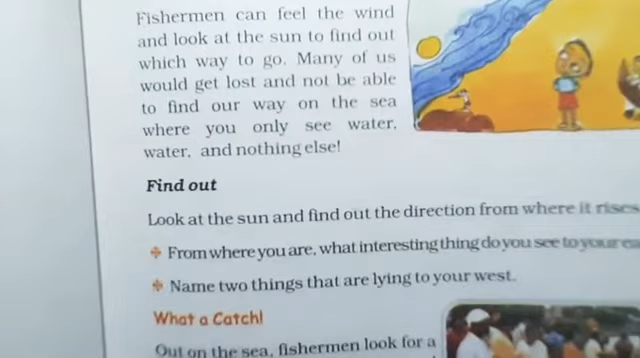 Fishermen can feel the wind
and look at the sun to find out
which way to go. Many of us
would get lost and not be able
to find our way on the sea
where you only see water,
water, and nothing else!
Find out
Look at the sun and find out the direction from where it rises
❖ From where you are, what interesting thing do you see to your
❖ Name two things that are lying to your west.
What a Catch!
Out on the sea, fishermen look for a